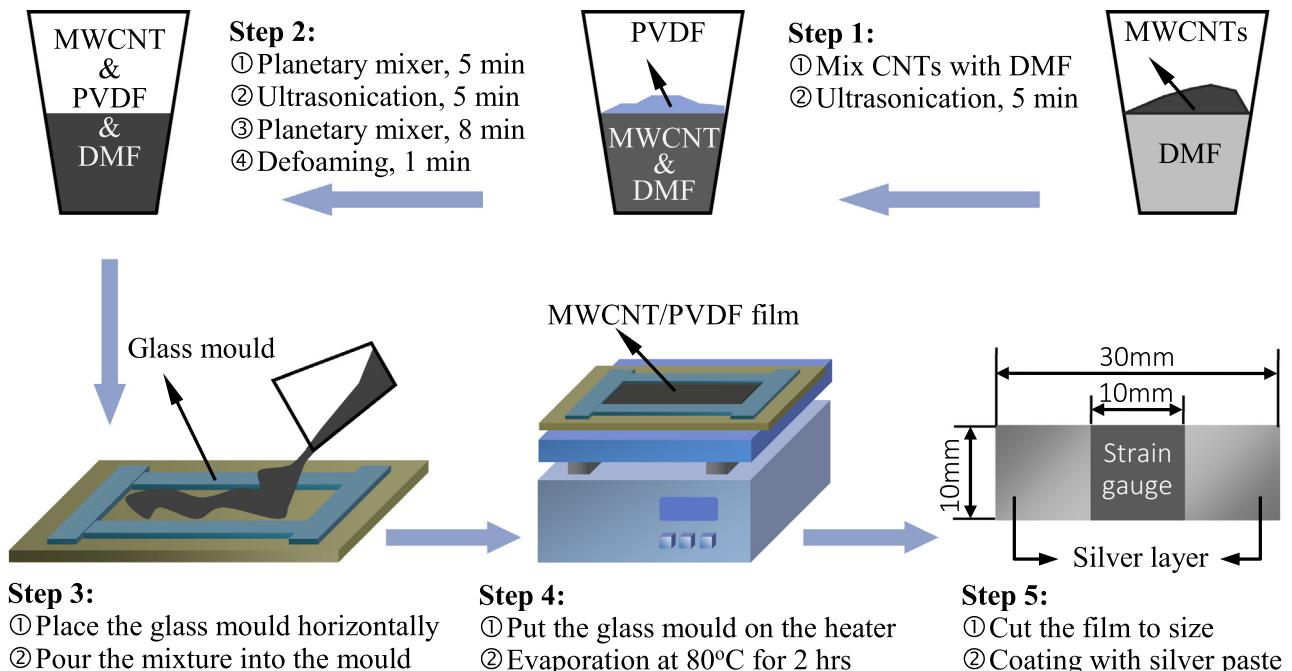 MWCNT
&
PVDF
&
DMF
Step 2:
①Planetary mixer, 5 min
②Ultrasonication, 5 min
③Planetary mixer, 8 min
④Defoaming, 1 min
PVDF
MWCNT
&
DMF
Step 1:
①Mix CNTs with DMF
②Ultrasonication, 5 min
MWCNTs
DMF
Glass mould
MWCNT/PVDF film
30mm
10mm
10mm
Strain
gauge
Silver layer
Step 3:
①Place the glass mould horizontally
②Pour the mixture into the mould
Step 4:
①Put the glass mould on the heater
②Evaporation at 80°C for 2 hrs
Step 5:
①Cut the film to size
②Coating with silver paste